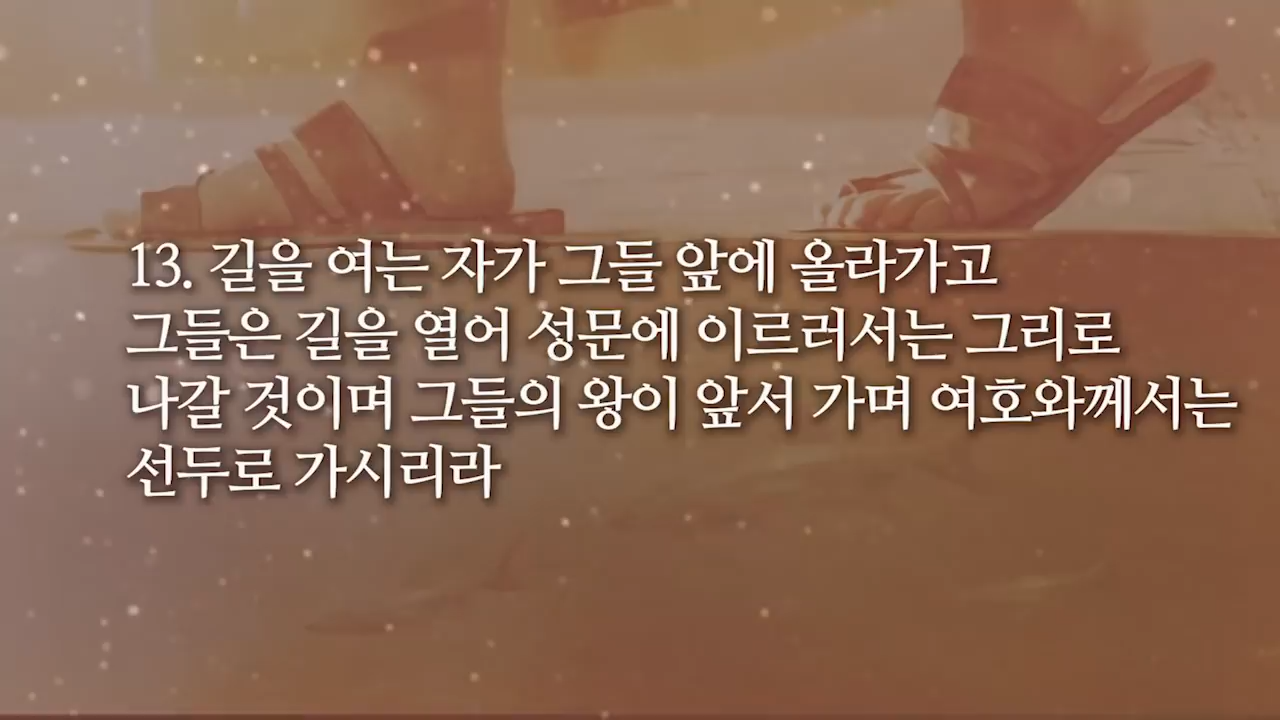 13. 길을 여는 자가 그들 앞에 올라가고
그들은 길을 열어 성문에 이르러서는 그리로
나갈 것이며 그들의 왕이 앞서 가며 여호와께서는
선두로 가시리라